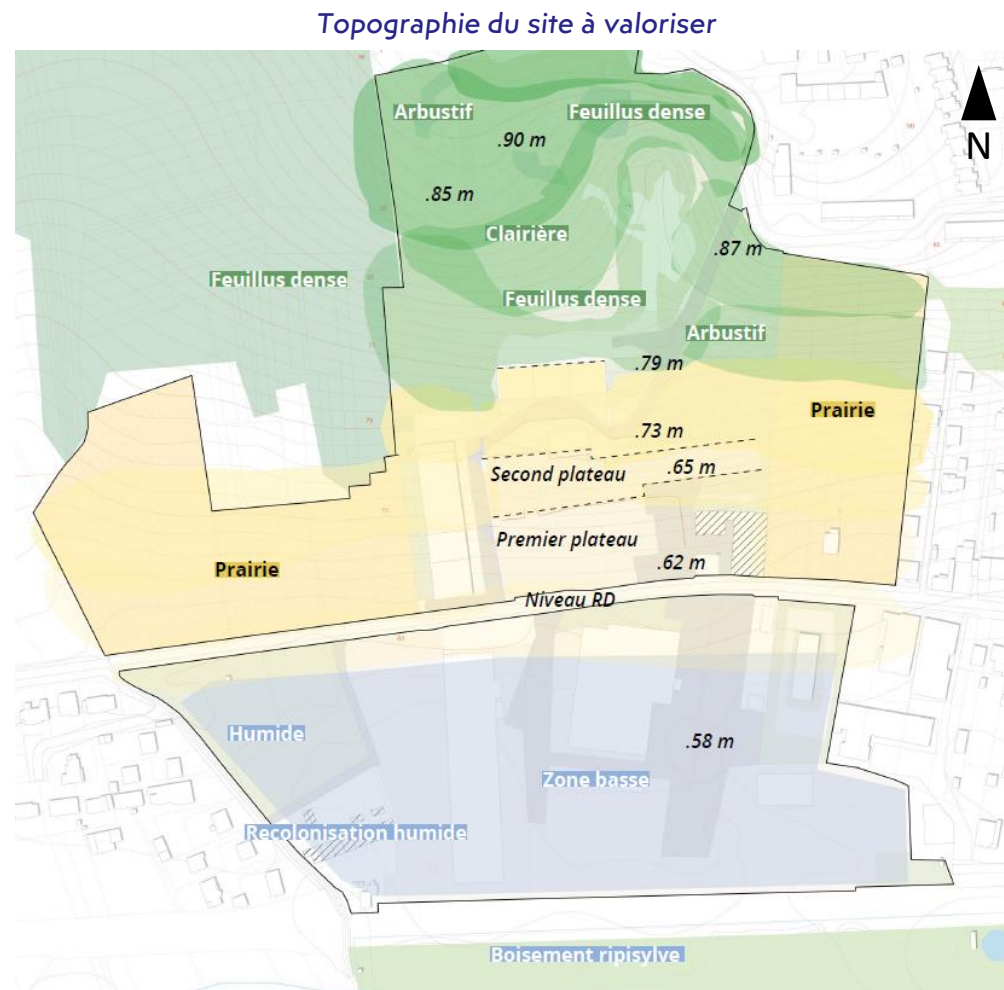 Topographie du site à valoriser
Arbustif
Feuillus dense
.90 m
N
.85 m
Clairière
.87 m
Feuillus dense
Feuillus dense
Arbustif
.79 m
Prairie
.73 m
Second plateau
.65 m
Premier plateau
.62 m
Prairie
Niveau RD
Humide
.58 m
Zone basse
Recolonisation humide
Boisement ripisylve